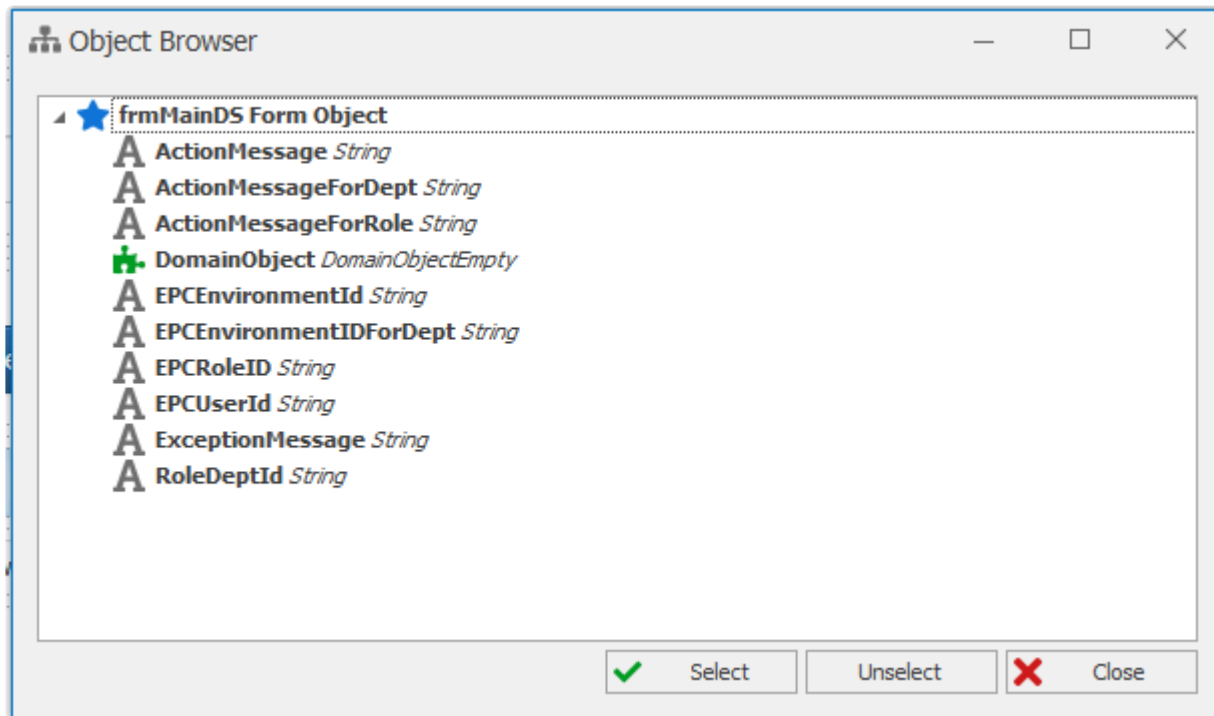 Object Browser
frmMainDS Form Object
ActionMessage String
ActionMessageForDept String
ActionMessageForRole String
DomainObject DomainObjectEmpty
EPCEnvironmentId String
EPCEnvironmentIDForDept String
EPCRoleID String
EPCUserId String
ExceptionMessage String
RoleDeptId String
Select Unselect Close